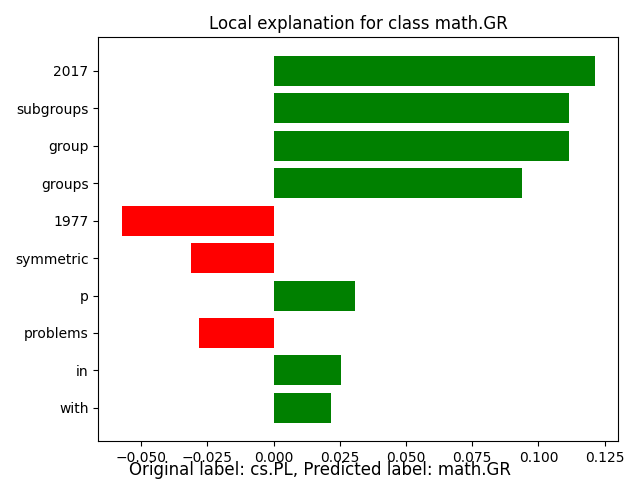 Local explanation for class math.GR
2017
subgroups
group
groups
1977
symmetric
p
problems
in
with
−0.050 −0.025 0.000 0.025 0.050 0.075 0.100 0.125
Original label: cs.PL, Predicted label: math.GR